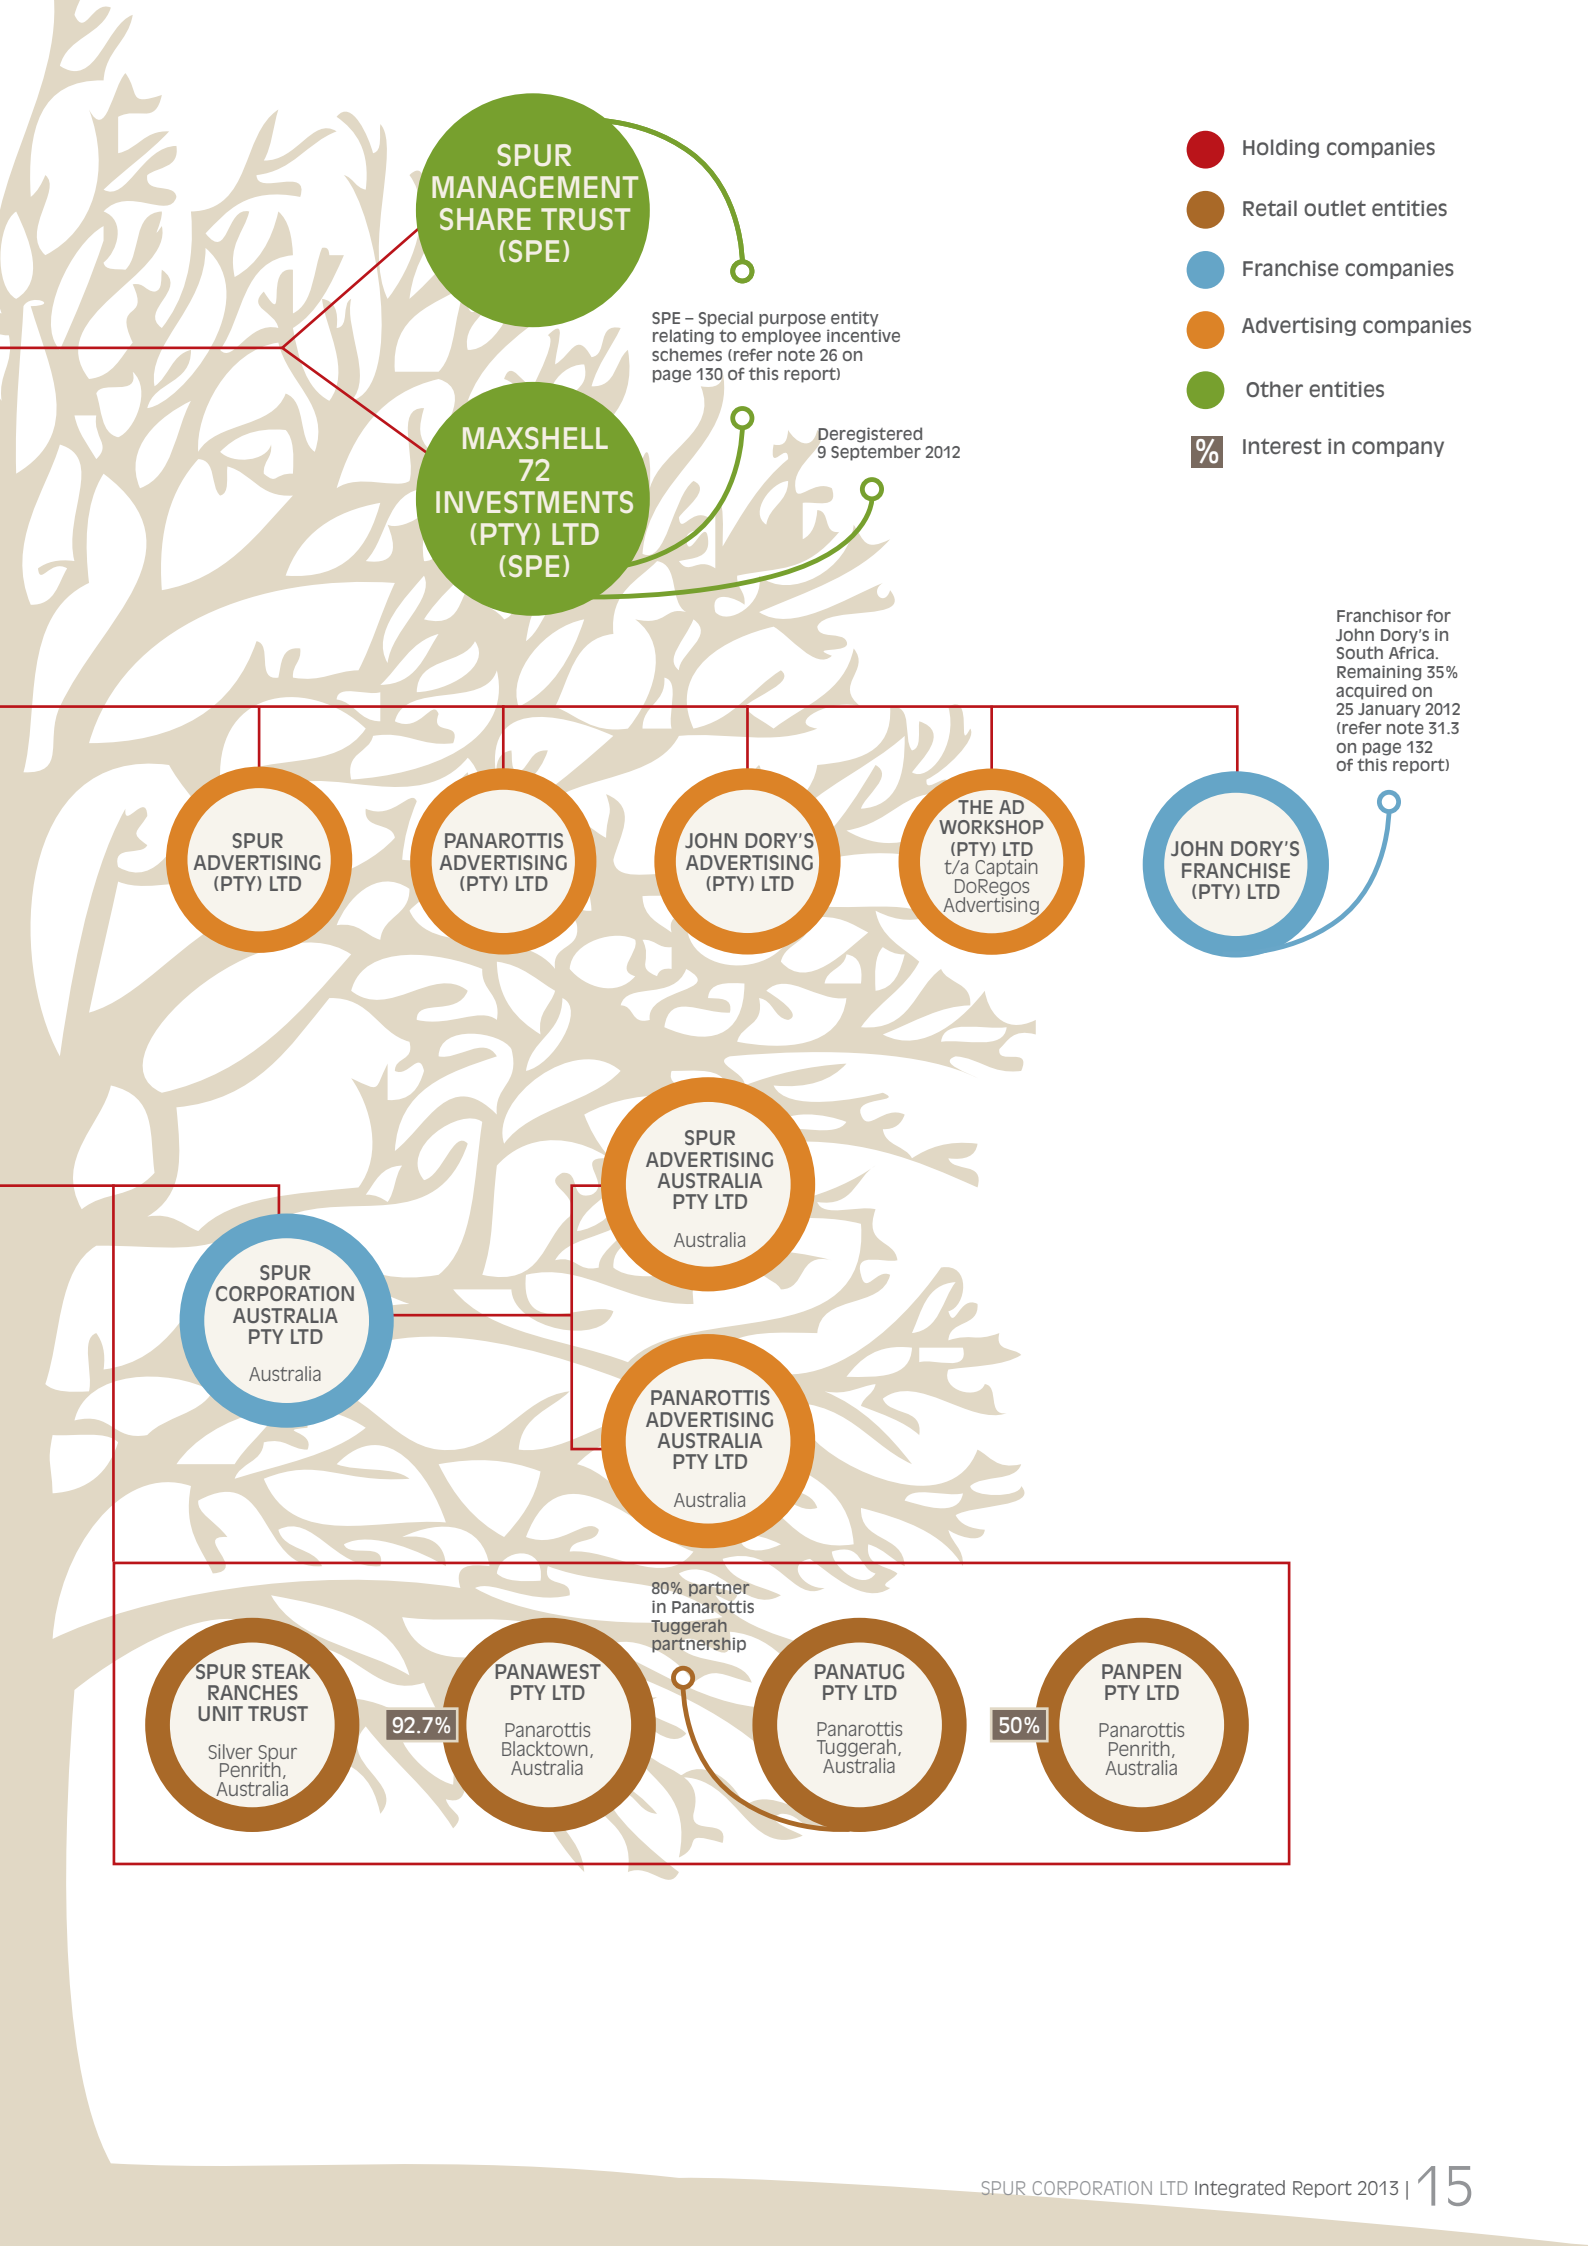 SPUR
MANAGEMENT
SHARE TRUST
(SPE)
Holding companies
Retail outlet entities
Franchise companies
Advertising companies
Other entities
% Interest in company
SPE – Special purpose entity
relating to employee incentive
schemes (refer note 26 on
page 130 of this report)
MAXSHELL
72
INVESTMENTS
(PTY) LTD
(SPE)
Deregistered
9 September 2012
Franchisor for
John Dory's in
South Africa.
Remaining 35%
acquired on
25 January 2012
(refer note 31.3
on page 132
of this report)
SPUR
ADVERTISING
(PTY) LTD
PANAROTTIS
ADVERTISING
(PTY) LTD
JOHN DORY'S
ADVERTISING
(PTY) LTD
THE AD
WORKSHOP
(PTY) LTD
t/a Captain
DoRegos
Advertising
JOHN DORY'S
FRANCHISE
(PTY) LTD
SPUR
ADVERTISING
AUSTRALIA
PTY LTD
Australia
SPUR
CORPORATION
AUSTRALIA
PTY LTD
Australia
PANAROTTIS
ADVERTISING
AUSTRALIA
PTY LTD
Australia
80% partner
in Panarottis
Tuggerah
partnership
SPUR STEAK
RANCHES
UNIT TRUST
Silver Spur
Penrith,
Australia
92.7%
PANAWEST
PTY LTD
Panarottis
Blacktown,
Australia
PANATUG
PTY LTD
Panarottis
Tuggerah,
Australia
50%
PANPEN
PTY LTD
Panarottis
Penrith,
Australia
SPUR CORPORATION LTD Integrated Report 2013 | 15